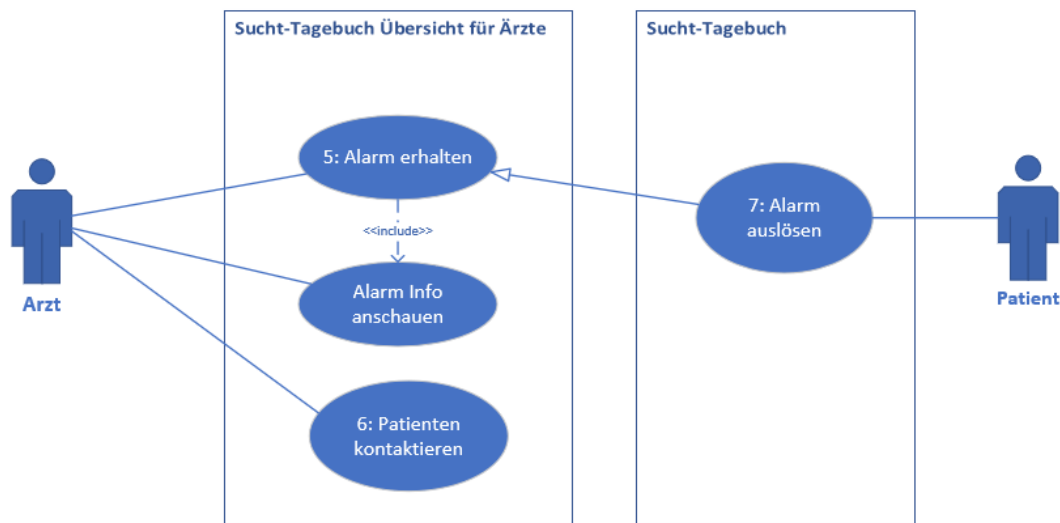 Sucht-Tagebuch Übersicht für Ärzte
Sucht-Tagebuch
5: Alarm erhalten
7: Alarm
auslösen
<<include>>
Alarm Info
anschauen
Arzt
Patient
6: Patienten
kontaktieren